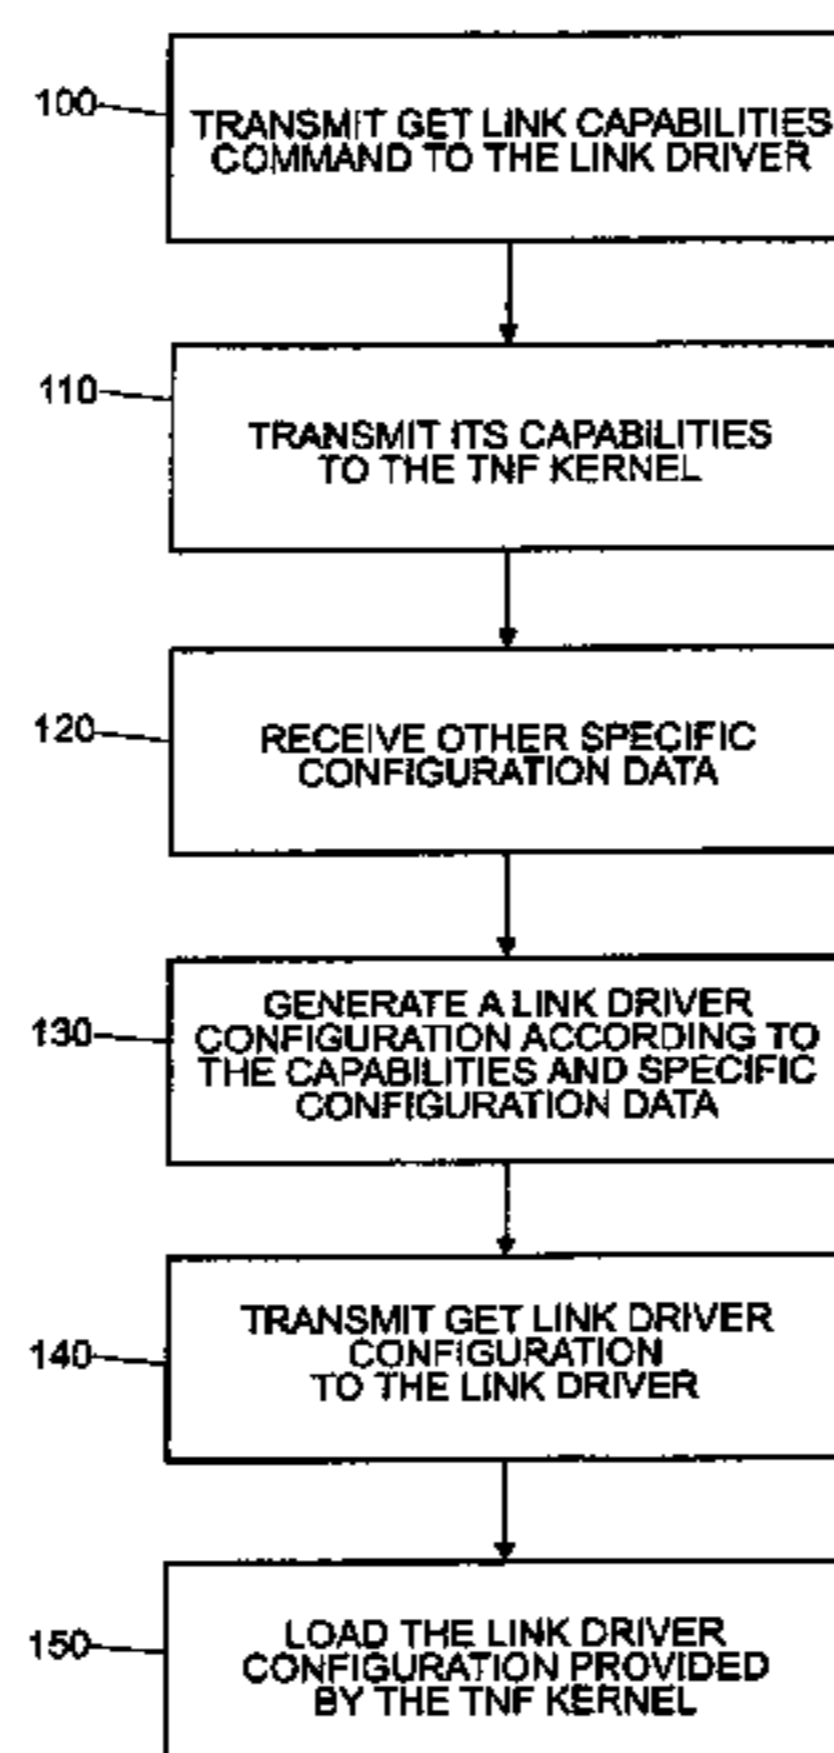 100
TRANSMIT GET LINK CAPABILITIES
COMMAND TO THE LINK DRIVER
110
TRANSMIT ITS CAPABILITIES
TO THE TNF KERNEL
120
RECEIVE OTHER SPECIFIC
CONFIGURATION DATA
130
GENERATE A LINK DRIVER
CONFIGURATION ACCORDING TO
THE CAPABILITIES AND SPECIFIC
CONFIGURATION DATA
140
TRANSMIT GET LINK DRIVER
CONFIGURATION
TO THE LINK DRIVER
150
LOAD THE LINK DRIVER
CONFIGURATION PROVIDED
BY THE TNF KERNEL